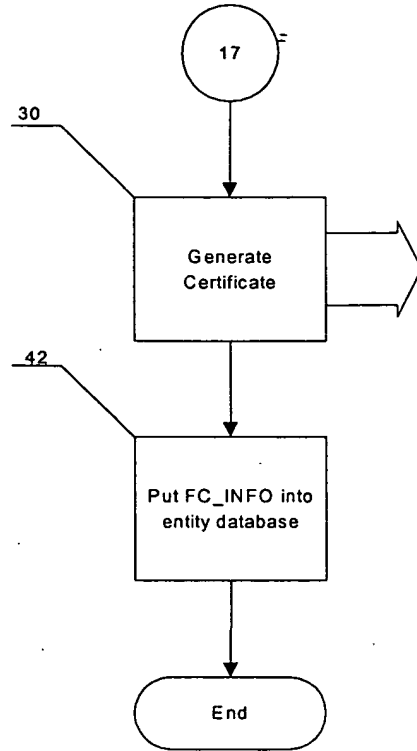 17
30
Generate
Certificate
42
Put FC_INFO into
entity database
End